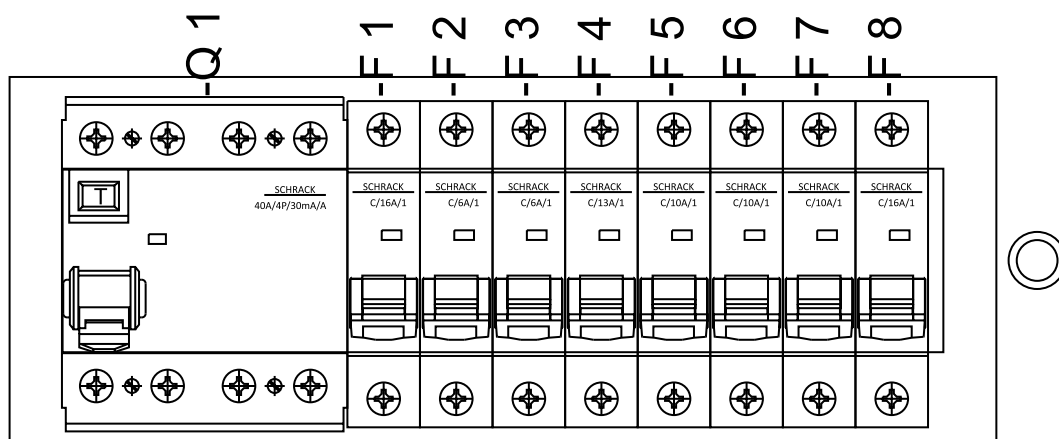 -Q1
-F1
-F2
-F3
-F4
-F5
-F6
-F7
-F8
T
SCHRACK
40A/4P/30mA/A
SCHRACK
C/16A/1
SCHRACK
C/6A/1
SCHRACK
C/6A/1
SCHRACK
C/13A/1
SCHRACK
C/10A/1
SCHRACK
C/10A/1
SCHRACK
C/10A/1
SCHRACK
C/16A/1